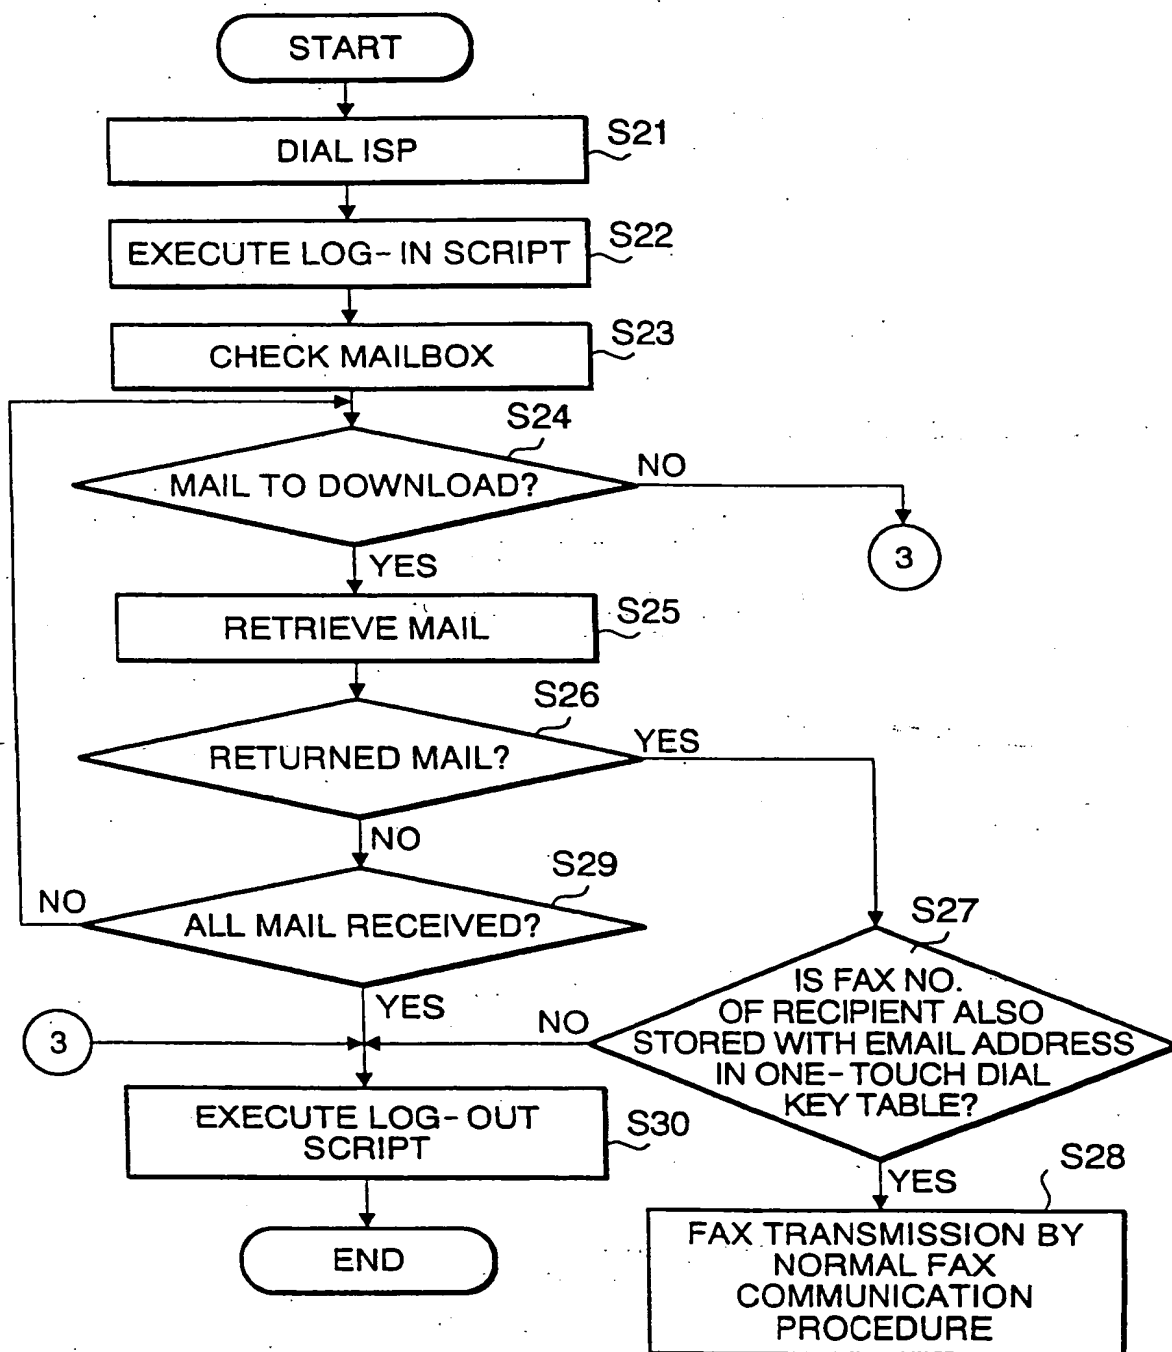 START
DIAL ISP
S21
EXECUTE LOG-IN SCRIPT
S22
CHECK MAILBOX
S23
S24
MAIL TO DOWNLOAD?
NO
3
YES
RETRIEVE MAIL
S25
S26
RETURNED MAIL?
YES
NO
S29
NO
ALL MAIL RECEIVED?
S27
IS FAX NO.
OF RECIPIENT ALSO
STORED WITH EMAIL ADDRESS
IN ONE-TOUCH DIAL
KEY TABLE?
YES
NO
3
EXECUTE LOG-OUT
SCRIPT
S30
YES
S28
END
FAX TRANSMISSION BY
NORMAL FAX
COMMUNICATION
PROCEDURE